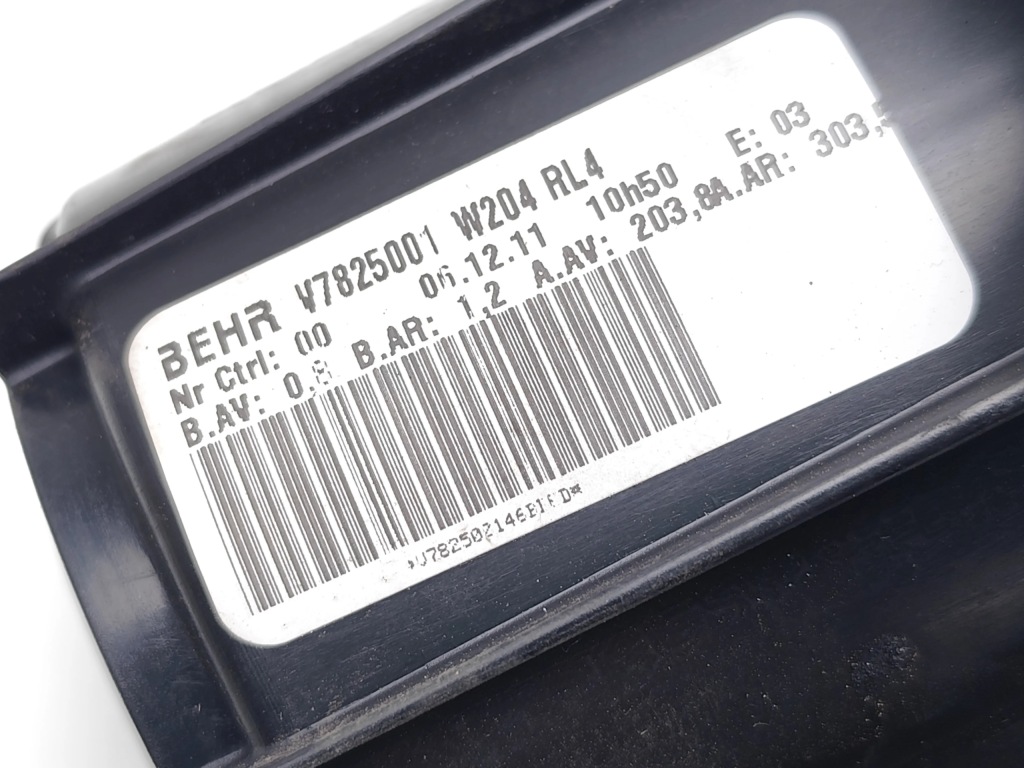 BEHR V7825001 W204 RL4
Nr Ctrl: 00 06.12.11 10h50 E: 03
B.AV: 0,8 B.AR: 1,2 A.AV: 203,8A.AR: 303,5